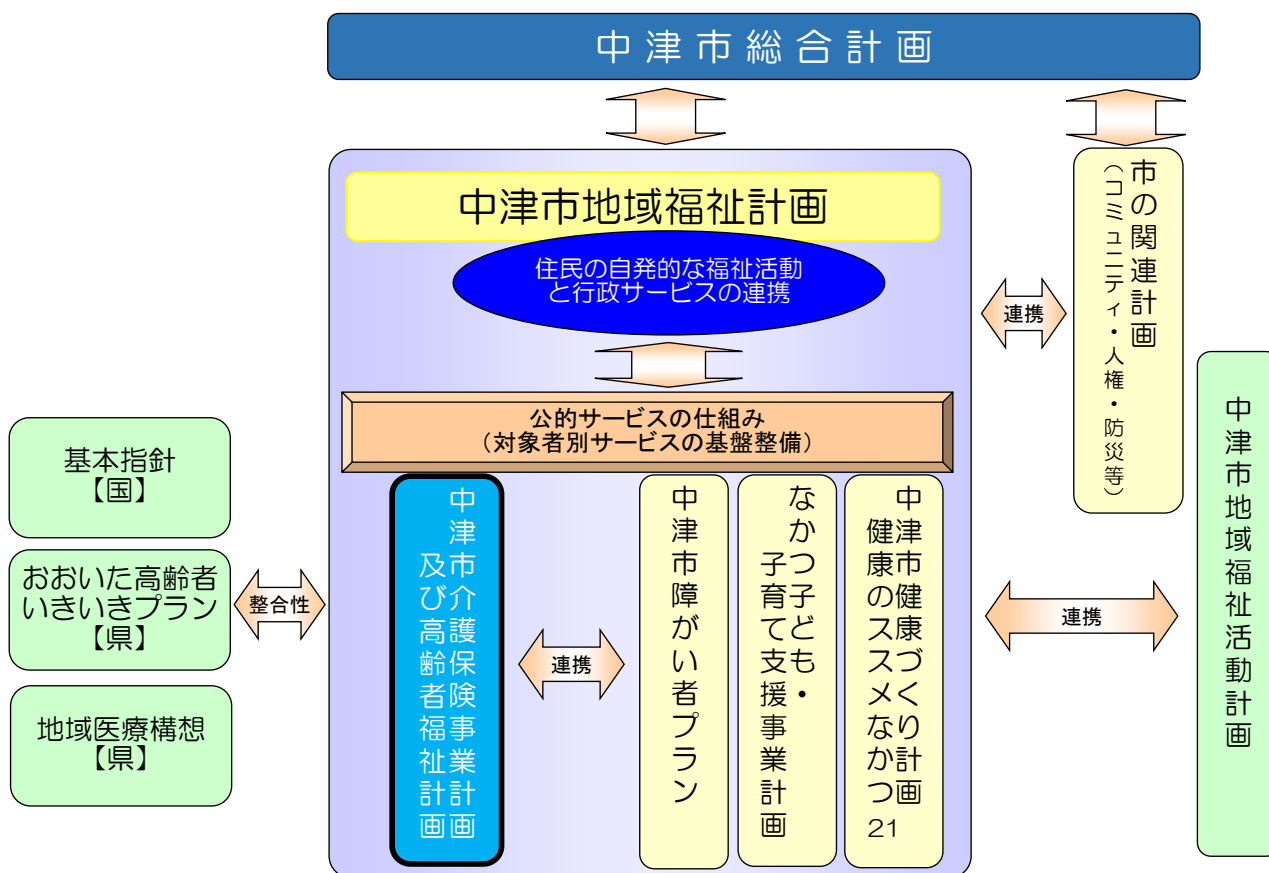 中津市総合計画
中津市地域福祉計画
住民の自発的な福祉活動
と行政サービスの連携
連携
市の関連計画
（コミュニティ・人権・防災等）
公的サービスの仕組み
（対象者別サービスの基盤整備）
基本指針
【国】
おおいた高齢者
いきいきプラン
【県】
地域医療構想
【県】
整合性
中津市介護保険事業計画
及び高齢者福祉計画
連携
中津市障がい者プラン
なかつ子ども・
子育て支援事業計画
中津市健康づくり計画
健康のススメなかつ21
連携
中津市地域福祉活動計画